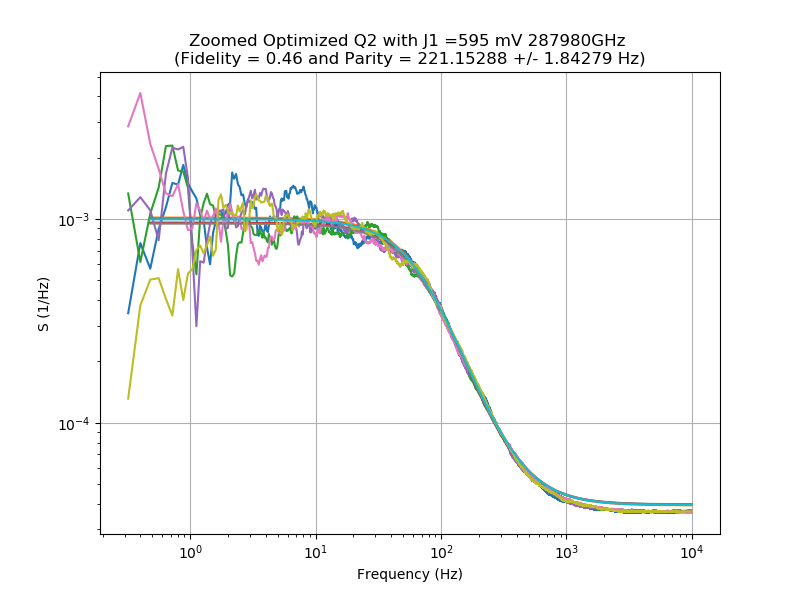 Zoomed Optimized Q2 with J1 =595 mV 287980GHz
(Fidelity = 0.46 and Parity = 221.15288 +/- 1.84279 Hz)
S (1/Hz)
10⁻³
10⁻⁴
10⁰ 10¹ 10² 10³ 10⁴
Frequency (Hz)